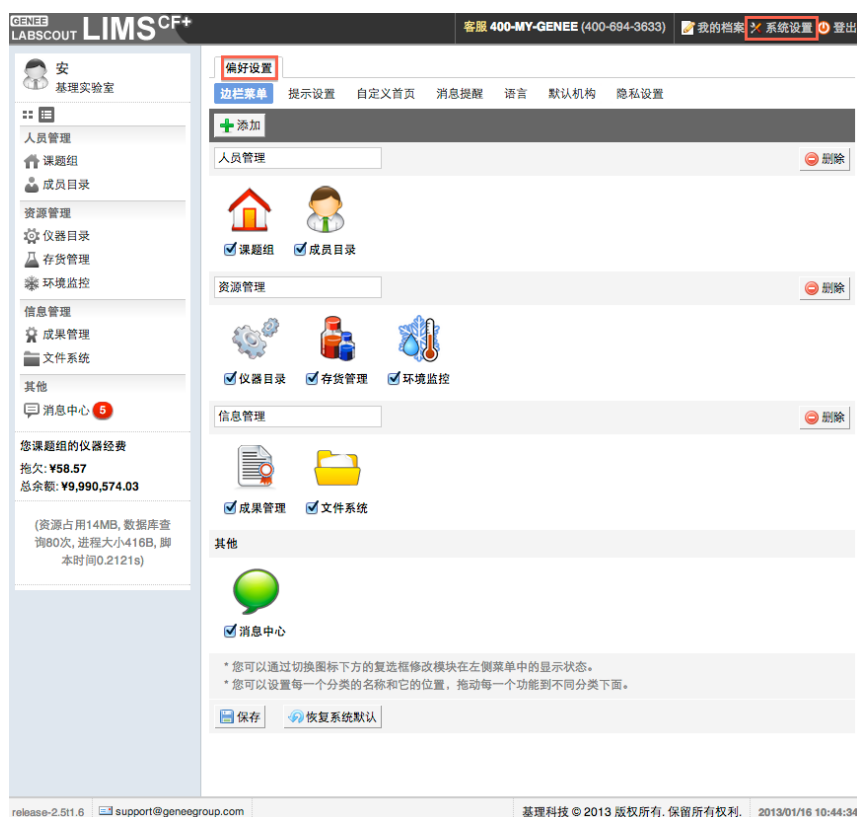 GENEE
LABSCOUT LIMS CF+
客服 400-MY-GENEE (400-694-3633) 我的档案 系统设置 登出
安
基理实验室
人员管理
课题组
成员目录
资源管理
仪器目录
存货管理
环境监控
信息管理
成果管理
文件系统
其他
消息中心 5
您课题组的仪器经费
拖欠: ¥58.57
总余额: ¥9,990,574.03
(资源占用14MB, 数据库查
询80次, 进程大小416B, 脚
本时间0.2121s)
偏好设置
边栏菜单 提示设置 自定义首页 消息提醒 语言 默认机构 隐私设置
添加
人员管理 删除
课题组 成员目录
资源管理 删除
仪器目录 存货管理 环境监控
信息管理 删除
成果管理 文件系统
其他
消息中心
* 您可以通过切换图标下方的复选框修改模块在左侧菜单中的显示状态。
* 您可以设置每一个分类的名称和它的位置，拖动每一个功能到不同分类下面。
保存 恢复系统默认
release-2.5t1.6 support@geneegroup.com 基理科技 © 2013 版权所有. 保留所有权利. 2013/01/16 10:44:34